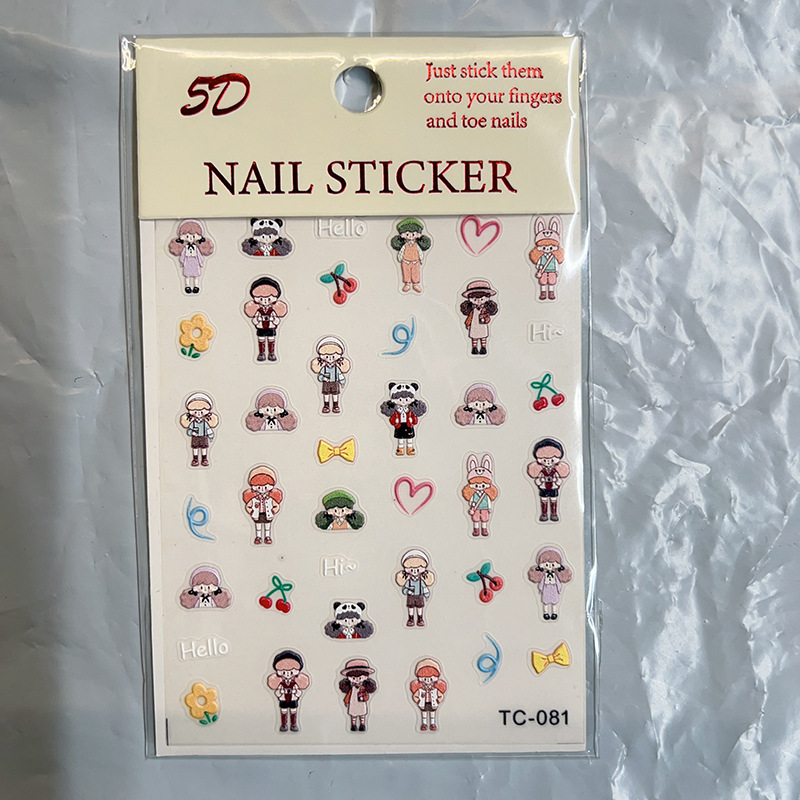 5D
Just stick them
onto your fingers
and toe nails
NAIL STICKER
Hello
Hi~
Hi~
Hello
TC-081